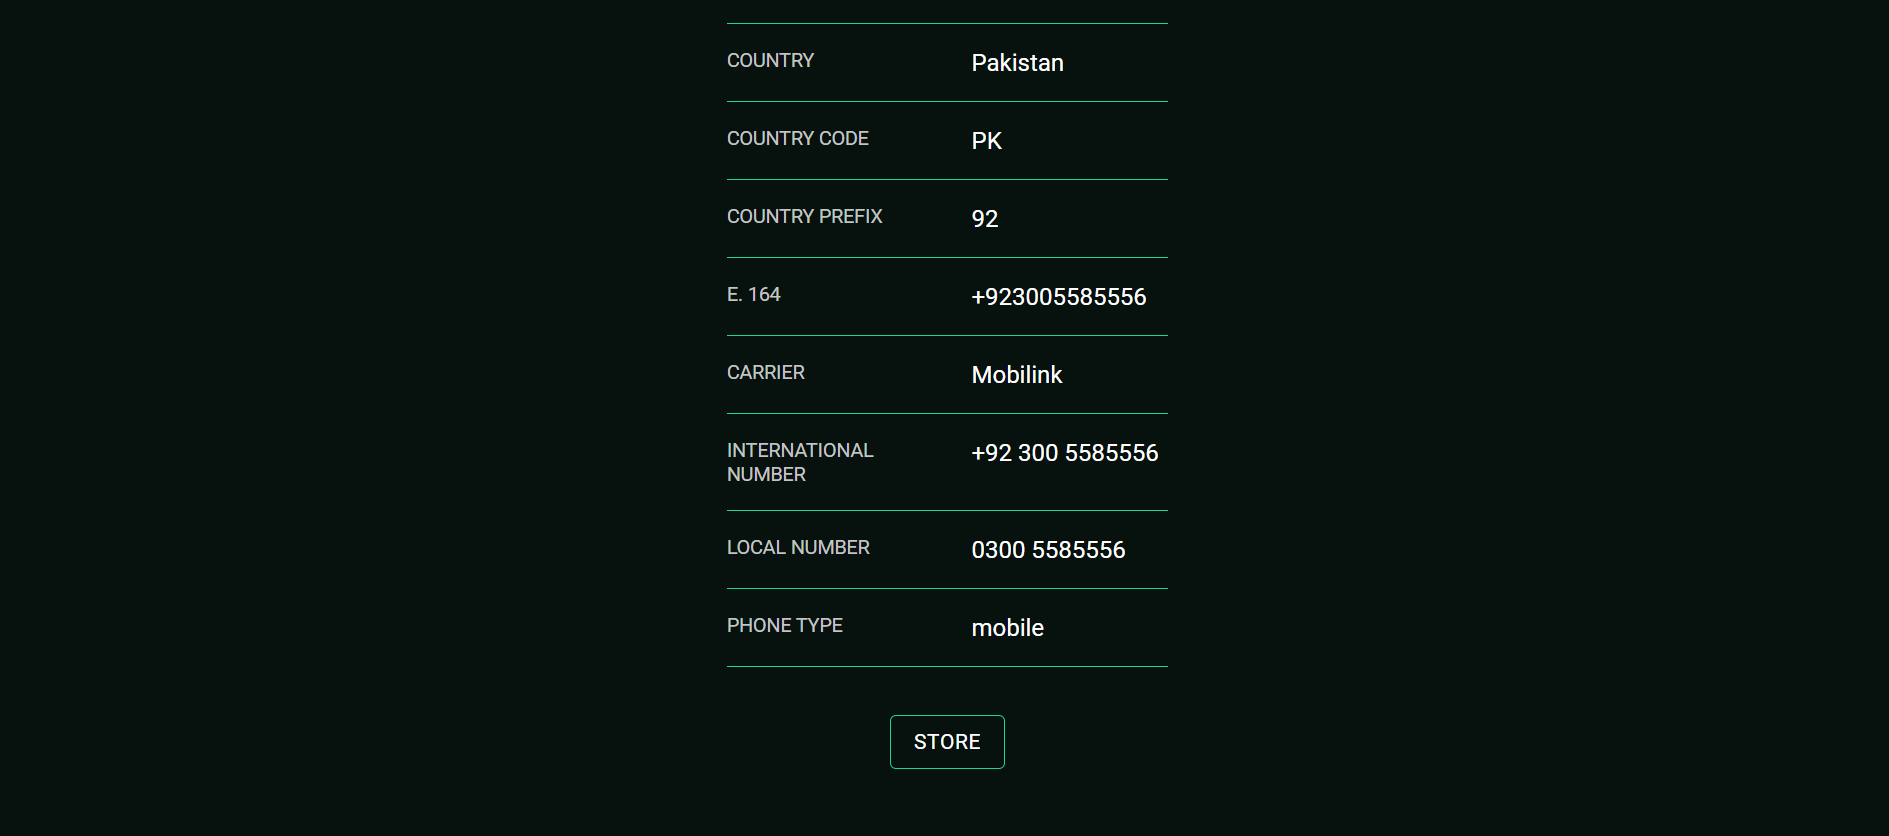 COUNTRY Pakistan
COUNTRY CODE PK
COUNTRY PREFIX 92
E. 164 +923005585556
CARRIER Mobilink
INTERNATIONAL NUMBER +92 300 5585556
LOCAL NUMBER 0300 5585556
PHONE TYPE mobile
STORE